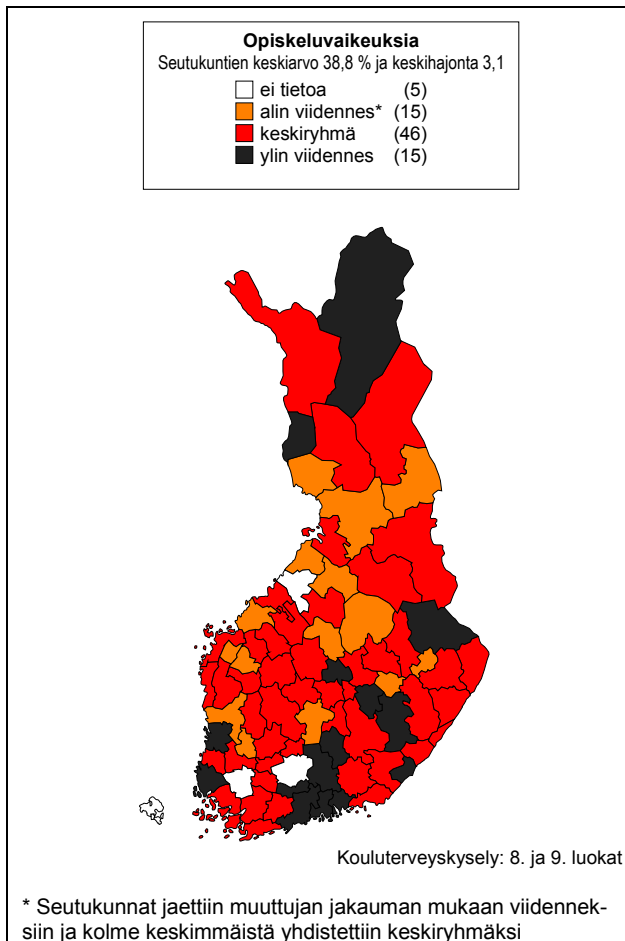 Opiskeluvaikeuksia
Seutukuntien keskiarvo 38,8 % ja keskihajonta 3,1
ei tietoa (5)
alin viidennes* (15)
keskiryhmä (46)
ylin viidennes (15)
Kouluterveyskysely: 8. ja 9. luokat
* Seutukunnat jaettiin muuttujan jakauman mukaan viidennek-
siin ja kolme keskimmäistä yhdistettiin keskiryhmäksi